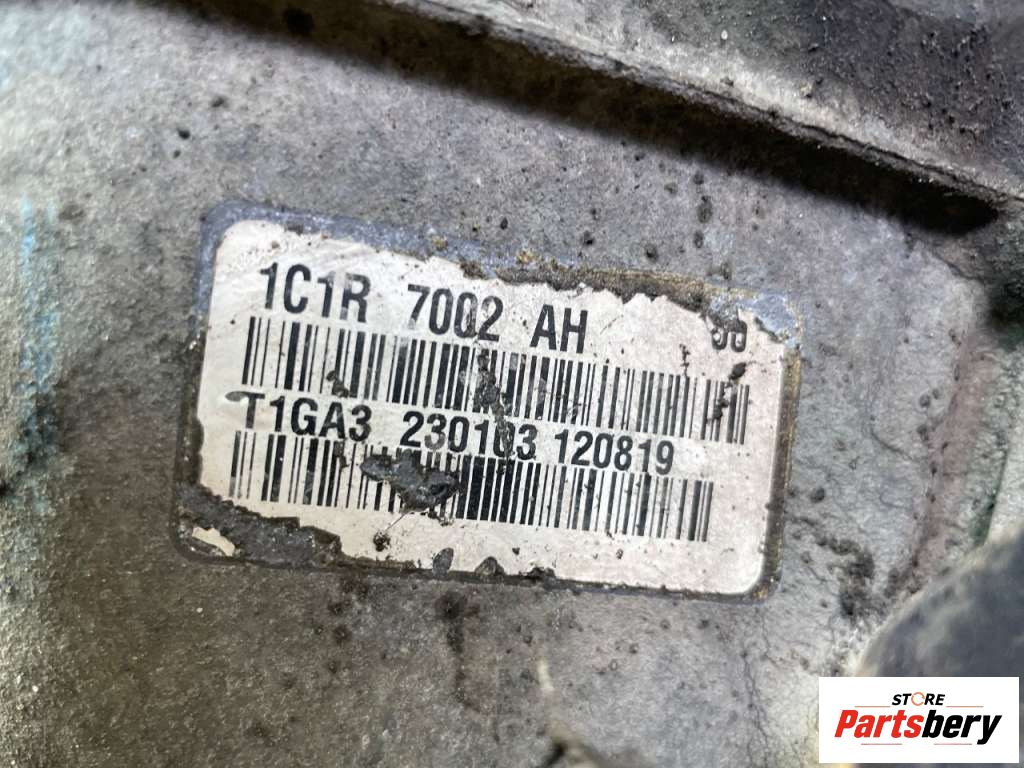 1C1R 7002 AH
T1GA3 230103 120819
STORE
Partsbery